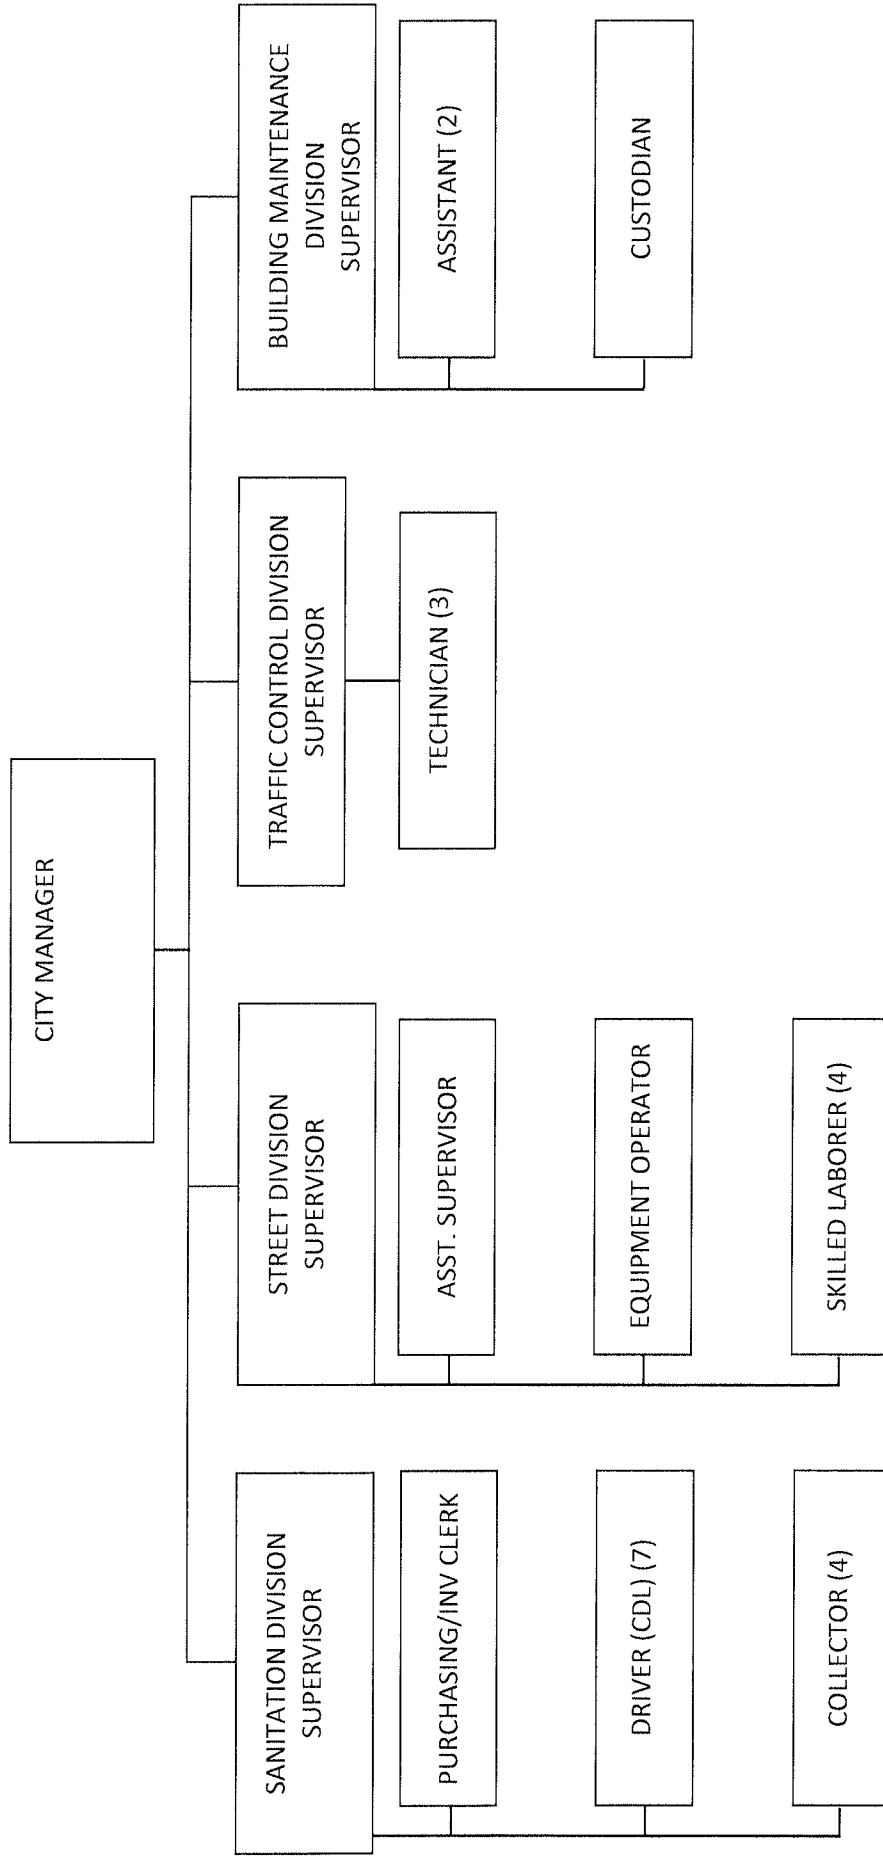 CITY MANAGER
SANITATION DIVISION
SUPERVISOR
PURCHASING/INV CLERK
DRIVER (CDL) (7)
COLLECTOR (4)
STREET DIVISION
SUPERVISOR
ASST. SUPERVISOR
EQUIPMENT OPERATOR
SKILLED LABORER (4)
TRAFFIC CONTROL DIVISION
SUPERVISOR
TECHNICIAN (3)
BUILDING MAINTENANCE
DIVISION
SUPERVISOR
ASSISTANT (2)
CUSTODIAN